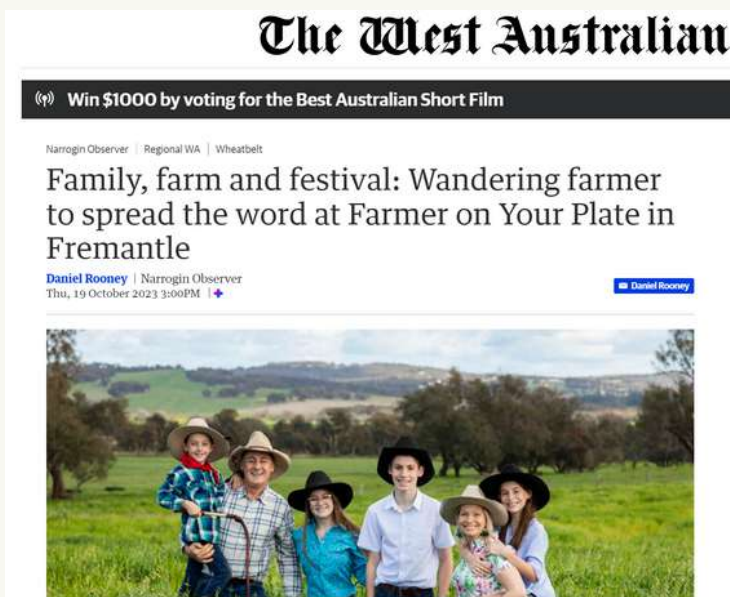 The West Australian
Win $1000 by voting for the Best Australian Short Film
Narrogin Observer | Regional WA | Wheatbelt
Family, farm and festival: Wandering farmer
to spread the word at Farmer on Your Plate in
Fremantle
Daniel Rooney | Narrogin Observer
Thu, 19 October 2023 3:00PM
Daniel Rooney